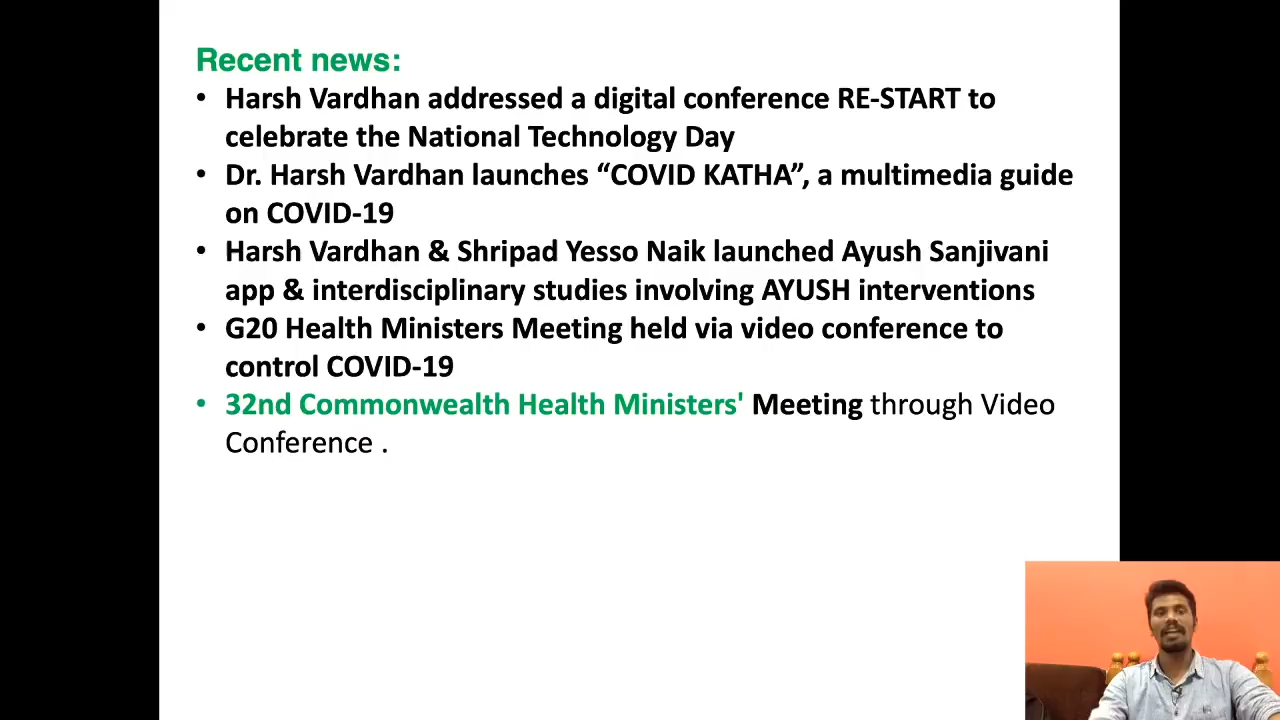 Recent news:
• Harsh Vardhan addressed a digital conference RE-START to
celebrate the National Technology Day
• Dr. Harsh Vardhan launches “COVID KATHA”, a multimedia guide
on COVID-19
• Harsh Vardhan & Shripad Yesso Naik launched Ayush Sanjivani
app & interdisciplinary studies involving AYUSH interventions
• G20 Health Ministers Meeting held via video conference to
control COVID-19
• 32nd Commonwealth Health Ministers' Meeting through Video
Conference .